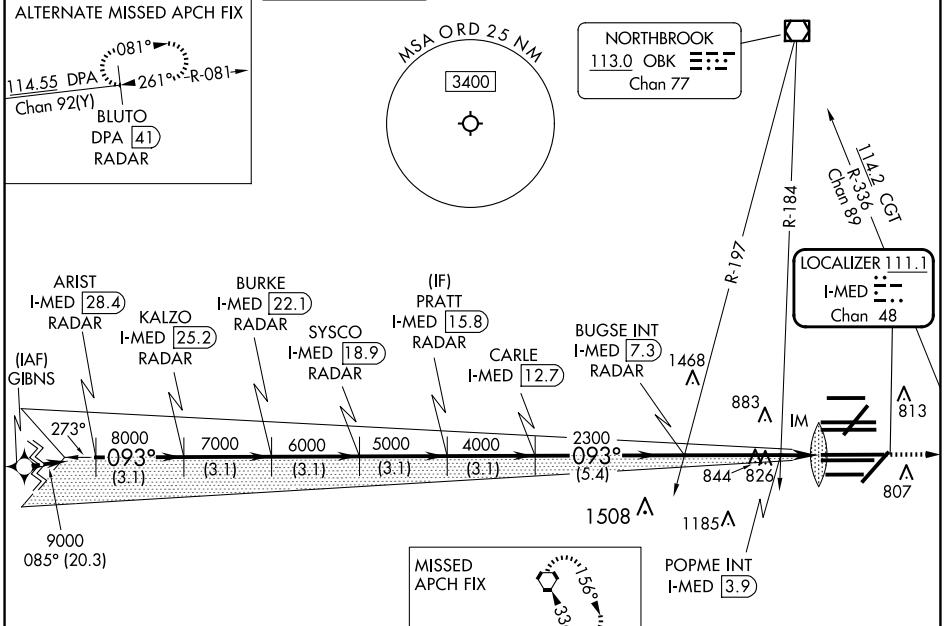 ALTERNATE MISSED APCH FIX
081°
114.55 DPA
261°
R-081
Chan 92(Y)
BLUTO
DPA 41
RADAR
MSA ORD 25 NM
3400
NORTHBROOK
113.0 OBK
Chan 77
114.2 CGT
R-336
Chan 89
R-184
R-197
LOCALIZER 111.1
I-MED
Chan 48
ARIST
I-MED 28.4
RADAR
KALZO
I-MED 25.2
RADAR
BURKE
I-MED 22.1
RADAR
SYSCO
I-MED 18.9
RADAR
(IF)
PRATT
I-MED 15.8
RADAR
CARLE
I-MED 12.7
BUGSE INT
I-MED 7.3
RADAR
1468
883
IM
813
(IAF)
GIBNS
273°
8000
093°
(3.1)
7000
(3.1)
6000
(3.1)
5000
(3.1)
4000
(3.1)
2300
093°
(5.4)
844
826
807
9000
085° (20.3)
1508
1185
POPME INT
I-MED 3.9
MISSED
APCH FIX
156°